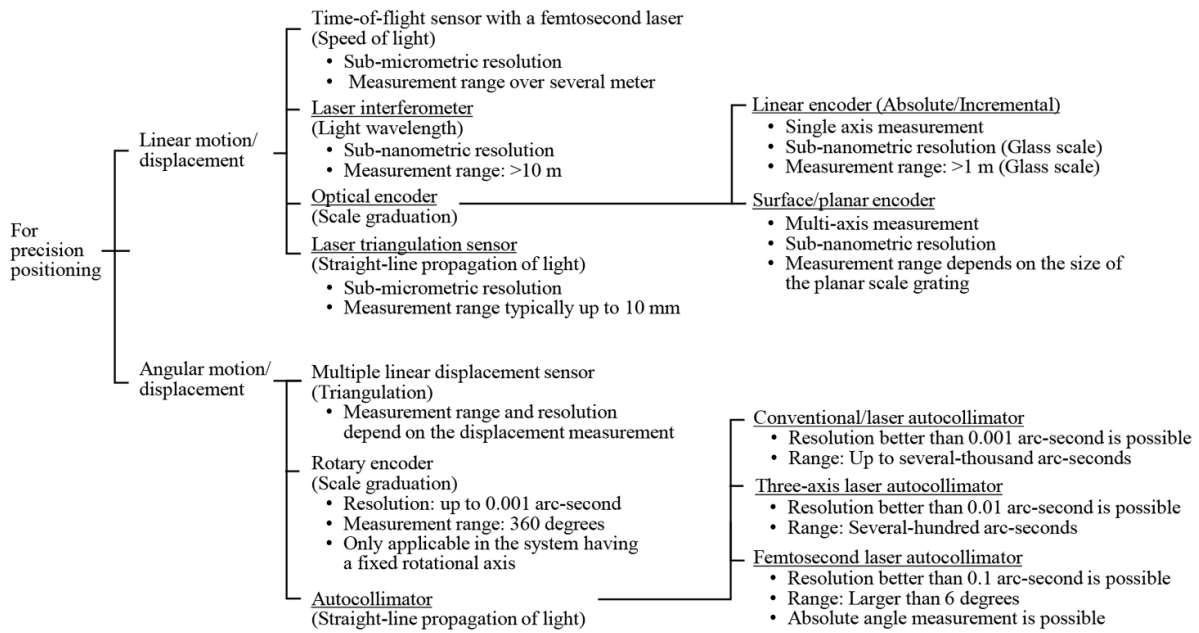 For
precision
positioning
Linear motion/
displacement
Time-of-flight sensor with a femtosecond laser
(Speed of light)
• Sub-micrometric resolution
• Measurement range over several meter
Laser interferometer
(Light wavelength)
• Sub-nanometric resolution
• Measurement range: >10 m
Optical encoder
(Scale graduation)
Linear encoder (Absolute/Incremental)
• Single axis measurement
• Sub-nanometric resolution (Glass scale)
• Measurement range: >1 m (Glass scale)
Surface/planar encoder
• Multi-axis measurement
• Sub-nanometric resolution
• Measurement range depends on the size of
the planar scale grating
Laser triangulation sensor
(Straight-line propagation of light)
• Sub-micrometric resolution
• Measurement range typically up to 10 mm
Angular motion/
displacement
Multiple linear displacement sensor
(Triangulation)
• Measurement range and resolution
depend on the displacement measurement
Rotary encoder
(Scale graduation)
• Resolution: up to 0.001 arc-second
• Measurement range: 360 degrees
• Only applicable in the system having
a fixed rotational axis
Autocollimator
(Straight-line propagation of light)
Conventional/laser autocollimator
• Resolution better than 0.001 arc-second is possible
• Range: Up to several-thousand arc-seconds
Three-axis laser autocollimator
• Resolution better than 0.01 arc-second is possible
• Range: Several-hundred arc-seconds
Femtosecond laser autocollimator
• Resolution better than 0.1 arc-second is possible
• Range: Larger than 6 degrees
• Absolute angle measurement is possible